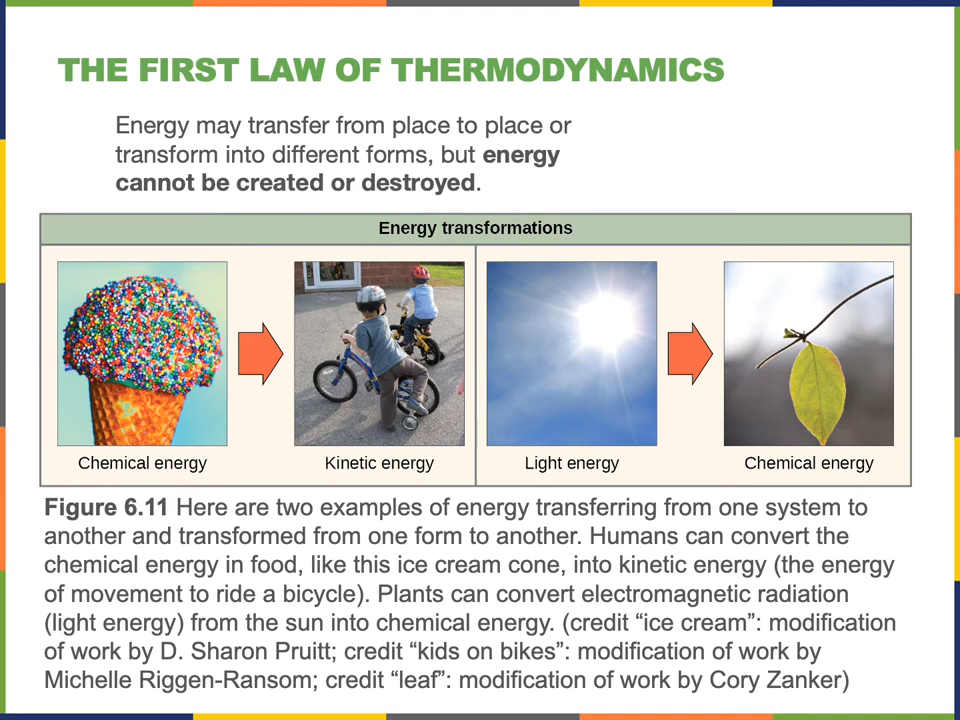 THE FIRST LAW OF THERMODYNAMICS
Energy may transfer from place to place or
transform into different forms, but energy
cannot be created or destroyed.
Energy transformations
Chemical energy
Kinetic energy
Light energy
Chemical energy
Figure 6.11 Here are two examples of energy transferring from one system to
another and transformed from one form to another. Humans can convert the
chemical energy in food, like this ice cream cone, into kinetic energy (the energy
of movement to ride a bicycle). Plants can convert electromagnetic radiation
(light energy) from the sun into chemical energy. (credit “ice cream”: modification
of work by D. Sharon Pruitt; credit “kids on bikes”: modification of work by
Michelle Riggen-Ransom; credit “leaf”: modification of work by Cory Zanker)